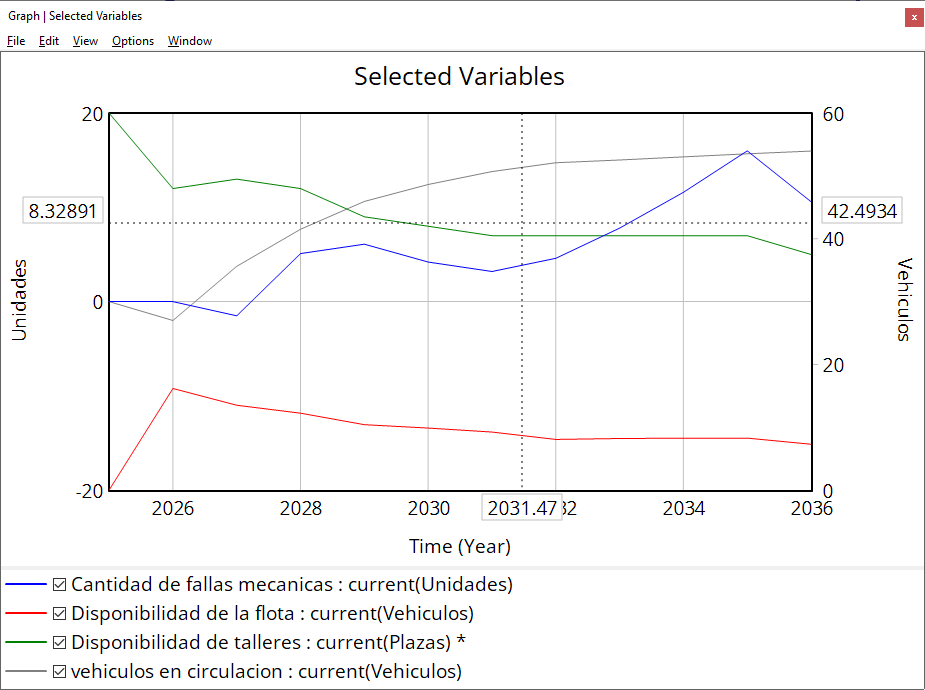 Graph | Selected Variables
x
File Edit View Options Window
Selected Variables
20
60
8.32891
42.4934
40
0
20
-20
0
Unidades
Vehiculos
2026 2028 2030 2031.4732 2034 2036
Time (Year)
Cantidad de fallas mecanicas : current(Unidades)
Disponibilidad de la flota : current(Vehiculos)
Disponibilidad de talleres : current(Plazas) *
vehiculos en circulacion : current(Vehiculos)